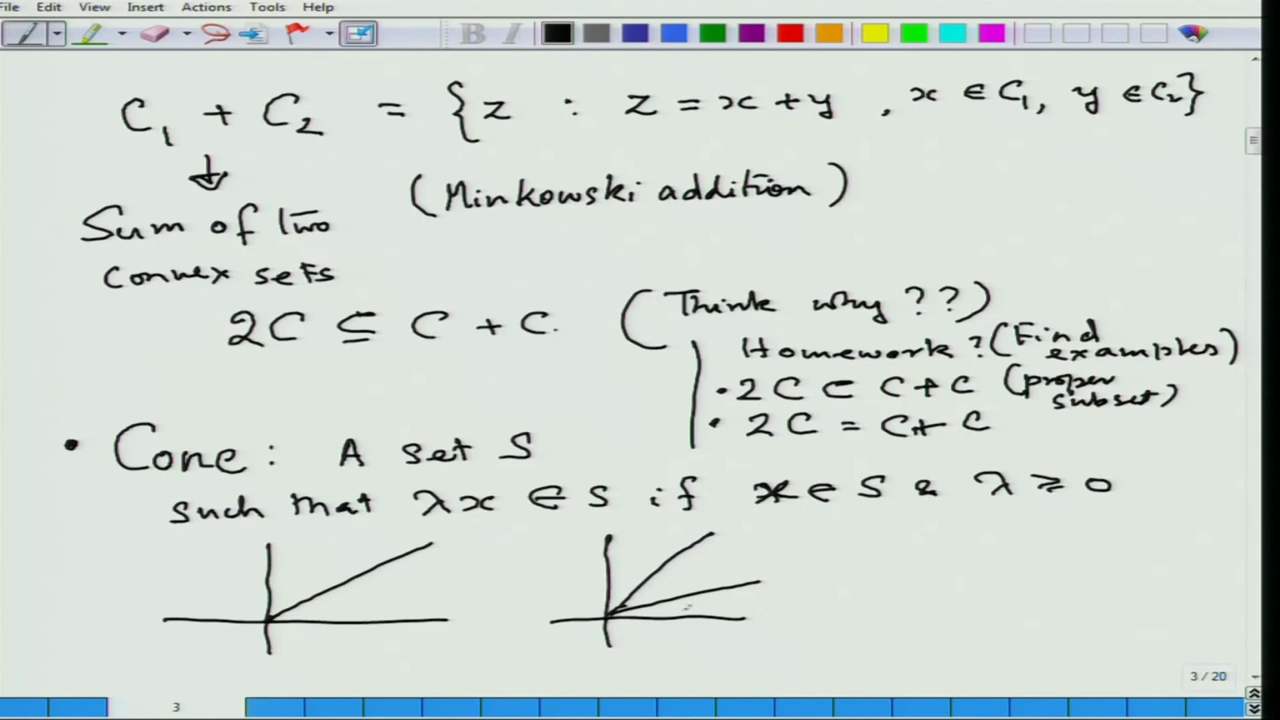 File Edit View Insert Actions Tools Help
B I
C₁ + C₂ = {z : z = x + y , x ∈ C₁, y ∈ C₂}
(Minkowski addition)
Sum of two
convex sets
2C ⊆ C + C. (Think why ??)
Homework ? (Find examples)
• 2C ⊂ C + C (proper subset)
• 2C = C + C
• Cone : A set S
such that λx ∈ S if x ∈ S & λ ≥ 0
3 / 20
3